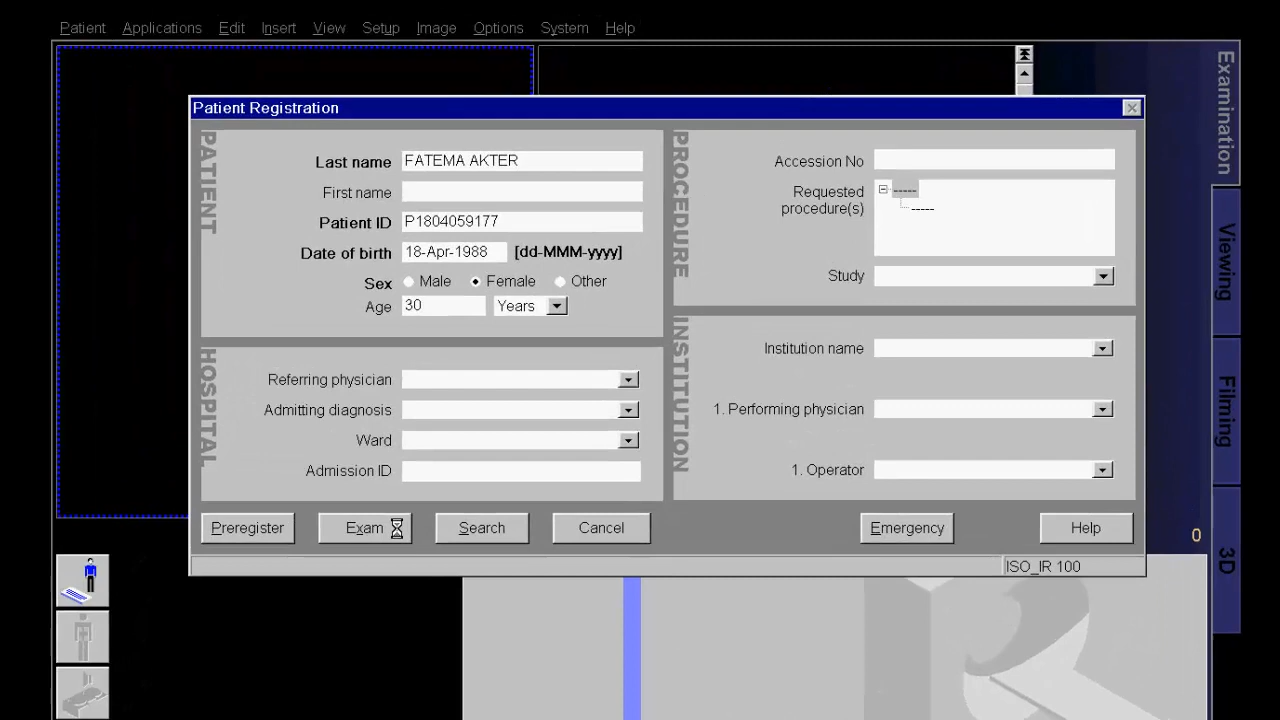 Patient Applications Edit Insert View Setup Image Options System Help
Patient Registration
PATIENT
Last name FATEMA AKTER
First name
Patient ID P1804059177
Date of birth 18-Apr-1988 [dd-MMM-yyyy]
Sex Male Female Other
Age 30 Years
PROCEDURE
Accession No
Requested
procedure(s)
-----
-----
Study
HOSPITAL
Referring physician
Admitting diagnosis
Ward
Admission ID
INSTITUTION
Institution name
1. Performing physician
1. Operator
Preregister Exam Search Cancel Emergency Help
ISO_IR 100
0
Examination
Viewing
Filming
3D